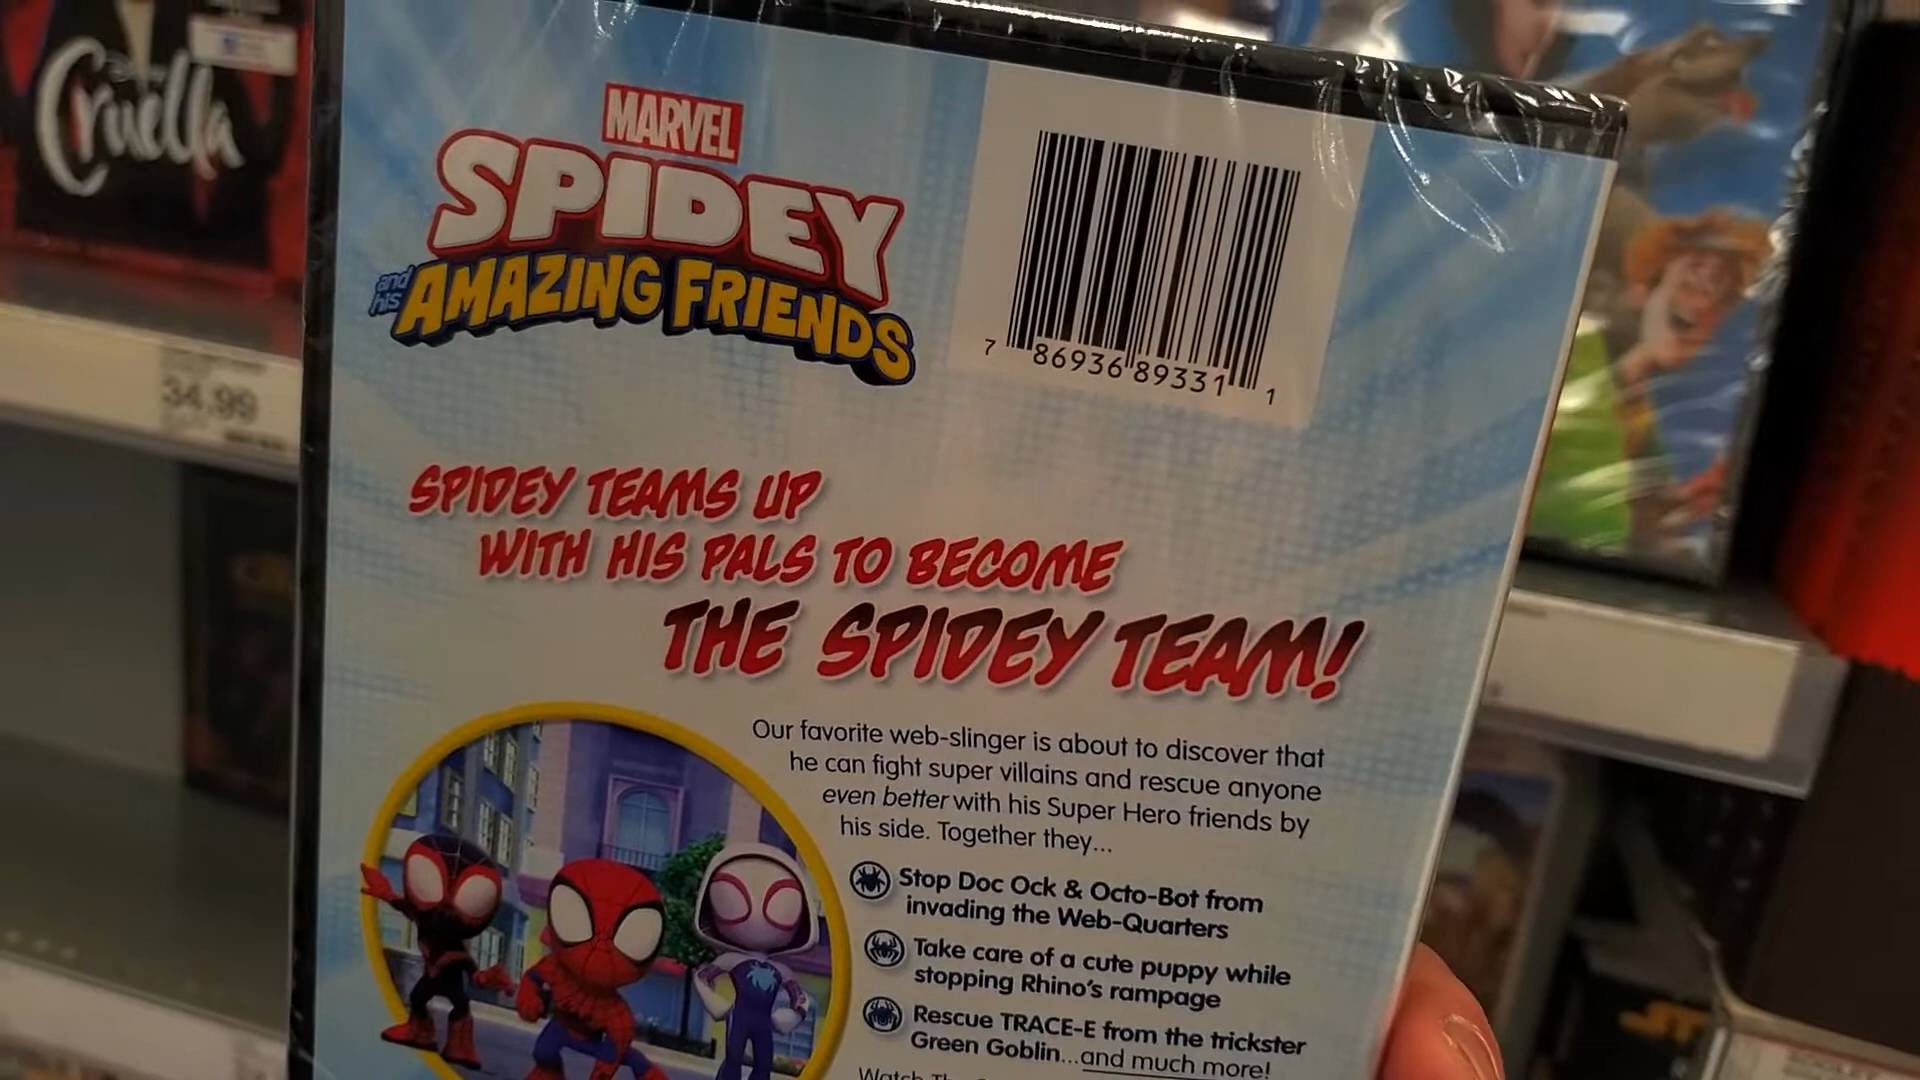 Cruella
34.99
MARVEL
SPIDEY
and his AMAZING FRIENDS
7 86936 89331 1
SPIDEY TEAMS UP
WITH HIS PALS TO BECOME
THE SPIDEY TEAM!
Our favorite web-slinger is about to discover that
he can fight super villains and rescue anyone
even better with his Super Hero friends by
his side. Together they...
Stop Doc Ock & Octo-Bot from
invading the Web-Quarters
Take care of a cute puppy while
stopping Rhino's rampage
Rescue TRACE-E from the trickster
Green Goblin...and much more!
Watch